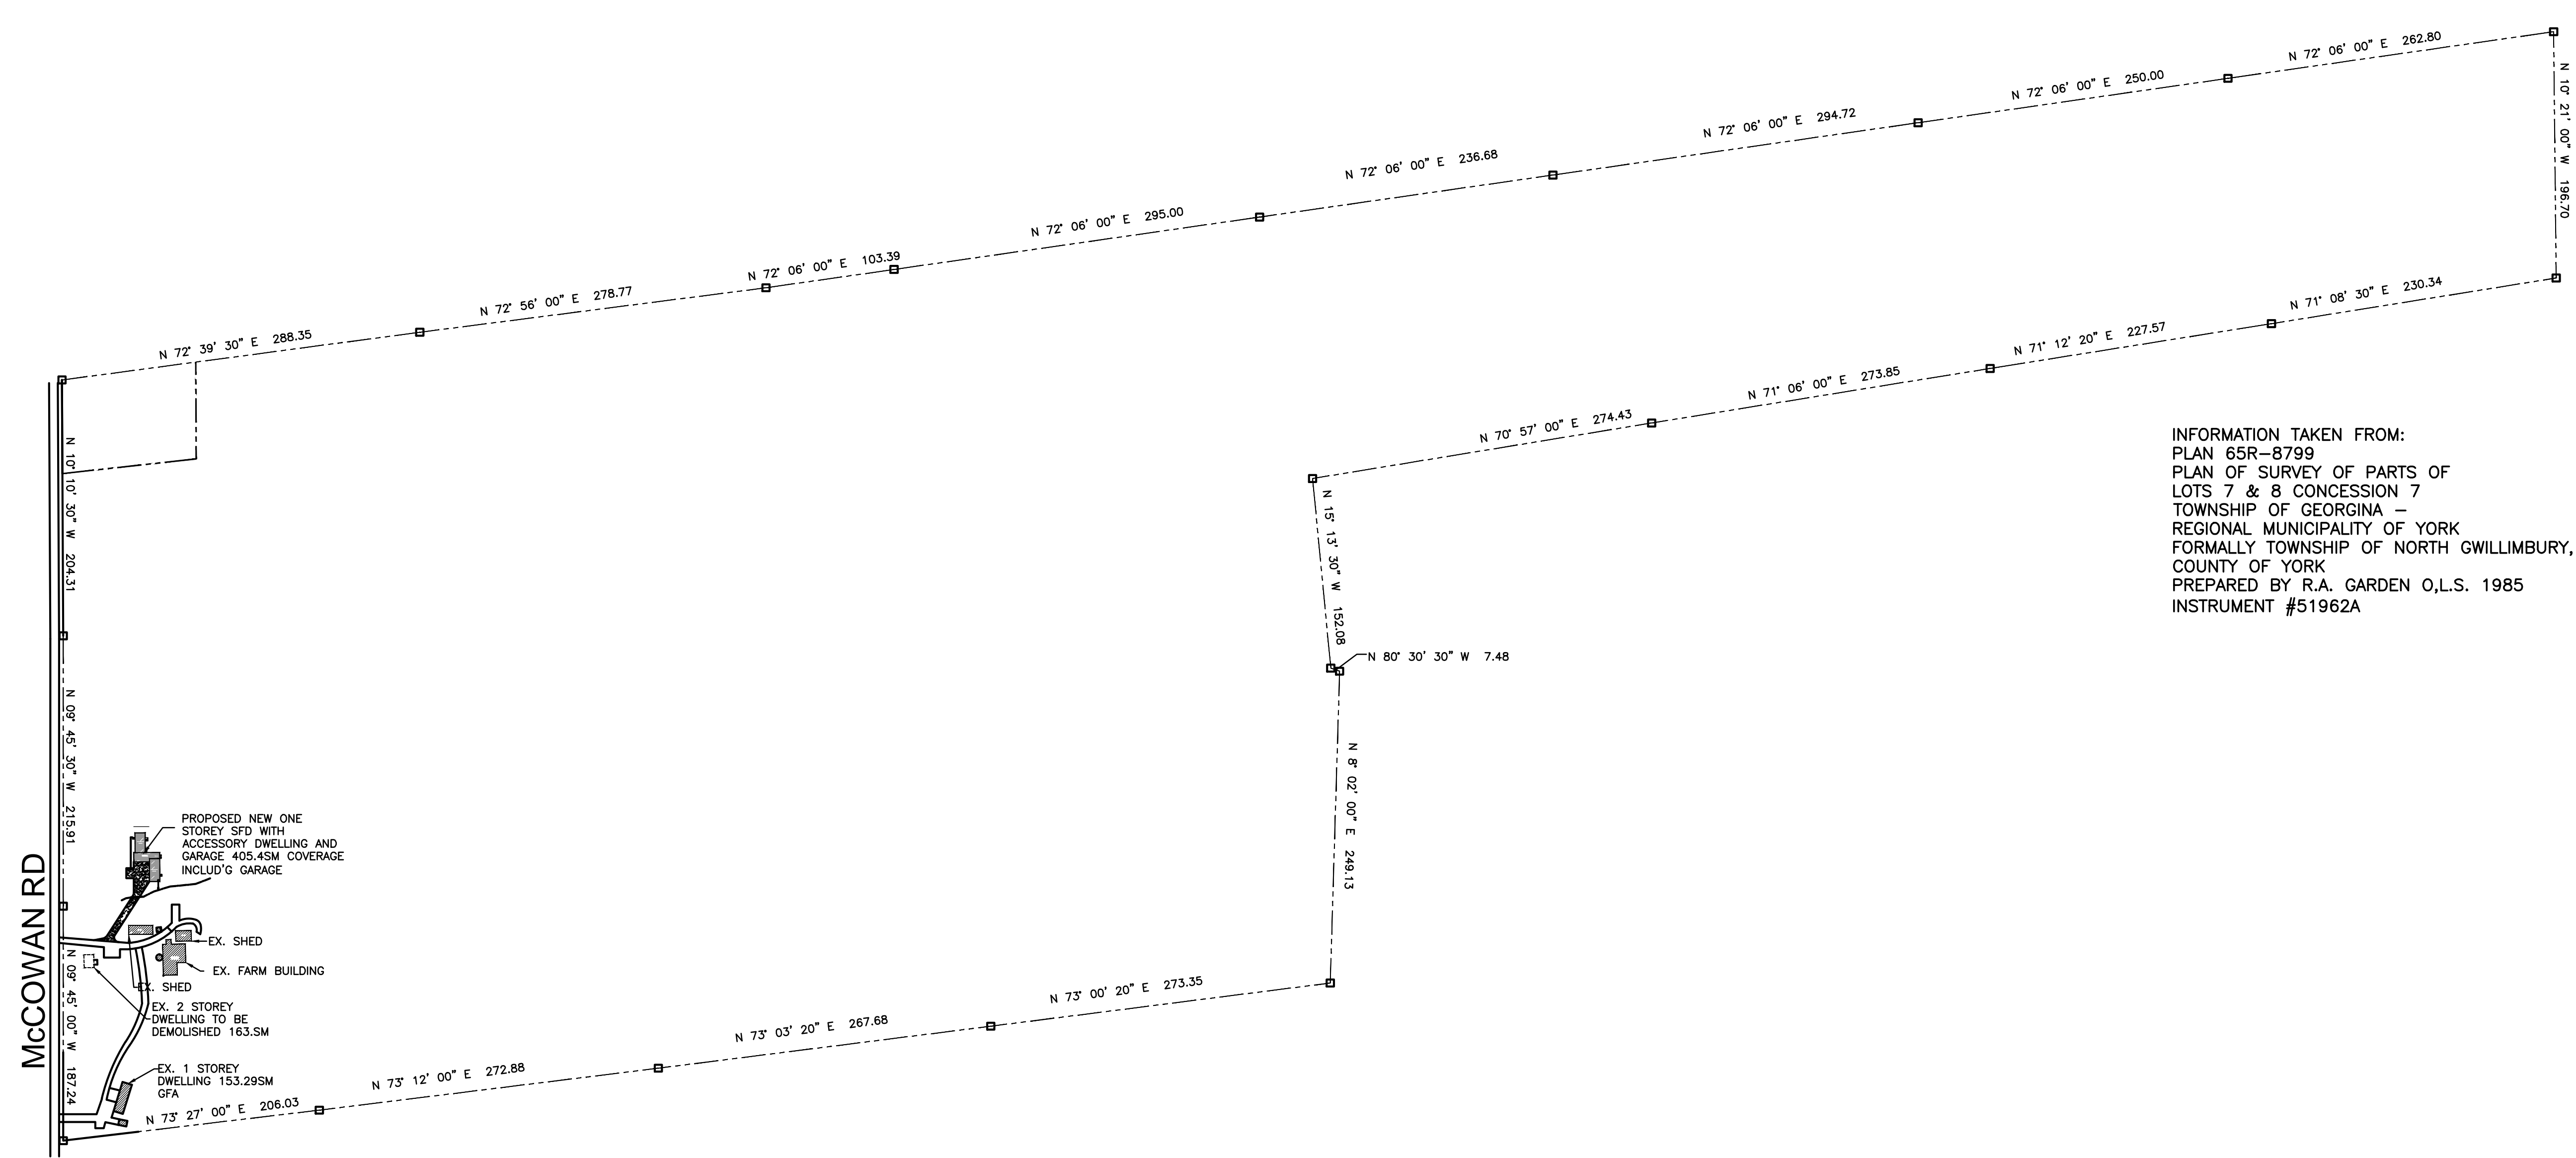 N 72° 06' 00" E 262.80
N 72° 06' 00" E 250.00
N 72° 06' 00" E 294.72
N 72° 06' 00" E 236.68
N 72° 06' 00" E 295.00
N 72° 06' 00" E 103.39
N 72° 56' 00" E 278.77
N 72° 39' 30" E 288.35
N 10° 21' 00" W 196.70
N 71° 08' 30" E 230.34
N 71° 12' 20" E 227.57
N 71° 06' 00" E 273.85
N 70° 57' 00" E 274.43
N 15° 13' 30" W 152.08
N 80° 30' 30" W 7.48
N 8° 02' 00" E 249.13
N 73° 00' 20" E 273.35
N 73° 03' 20" E 267.68
N 73° 12' 00" E 272.88
N 73° 27' 00" E 206.03
N 10° 10' 30" W 204.31
N 09° 45' 30" W 215.91
N 09° 45' 00" W 187.24
McCOWAN RD
PROPOSED NEW ONE
STOREY SFD WITH
ACCESSORY DWELLING AND
GARAGE 405.4SM COVERAGE
INCLUD'G GARAGE
EX. SHED
EX. FARM BUILDING
EX. SHED
EX. 2 STOREY
DWELLING TO BE
DEMOLISHED 163.SM
EX. 1 STOREY
DWELLING 153.29SM
GFA
INFORMATION TAKEN FROM:
PLAN 65R-8799
PLAN OF SURVEY OF PARTS OF
LOTS 7 & 8 CONCESSION 7
TOWNSHIP OF GEORGINA -
REGIONAL MUNICIPALITY OF YORK
FORMALLY TOWNSHIP OF NORTH GWILLIMBURY,
COUNTY OF YORK
PREPARED BY R.A. GARDEN O,L.S. 1985
INSTRUMENT #51962A